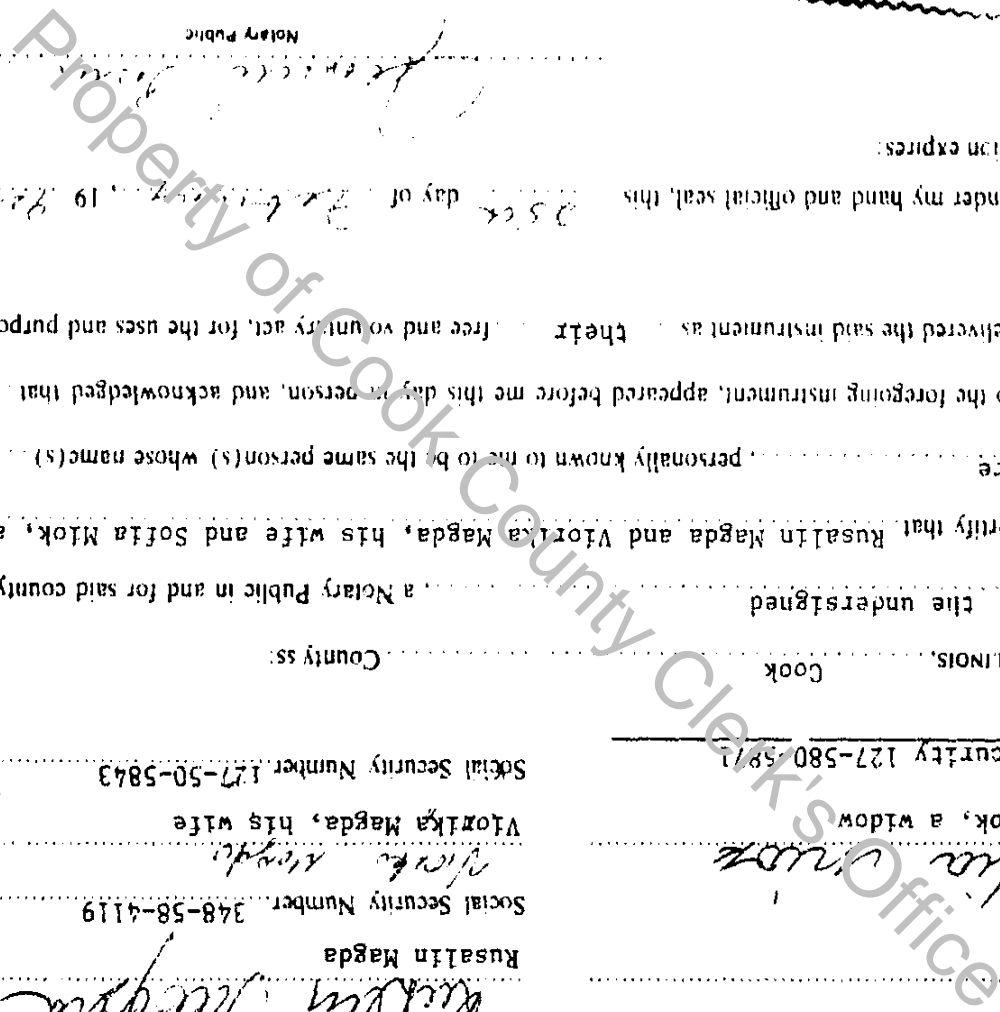 Rusalin Magda
Social Security Number 348-58-4119
ok, a widow
Viorika Magda, his wife
curity 127-580-5871
Social Security Number 127-50-5843
LINOIS, Cook County ss:
the undersigned , a Notary Public in and for said county
rtify that Rusalin Magda and Viorika Magda, his wife and Sofia Miok, a
ce , personally known to me to be the same person(s) whose name(s)
o the foregoing instrument, appeared before me this day in person, and acknowledged that
elivered the said instrument as their free and voluntary act, for the uses and purpo
nder my hand and official seal, this day of , 19
ion expires:
Notary Public
Property of Cook County Clerk's Office